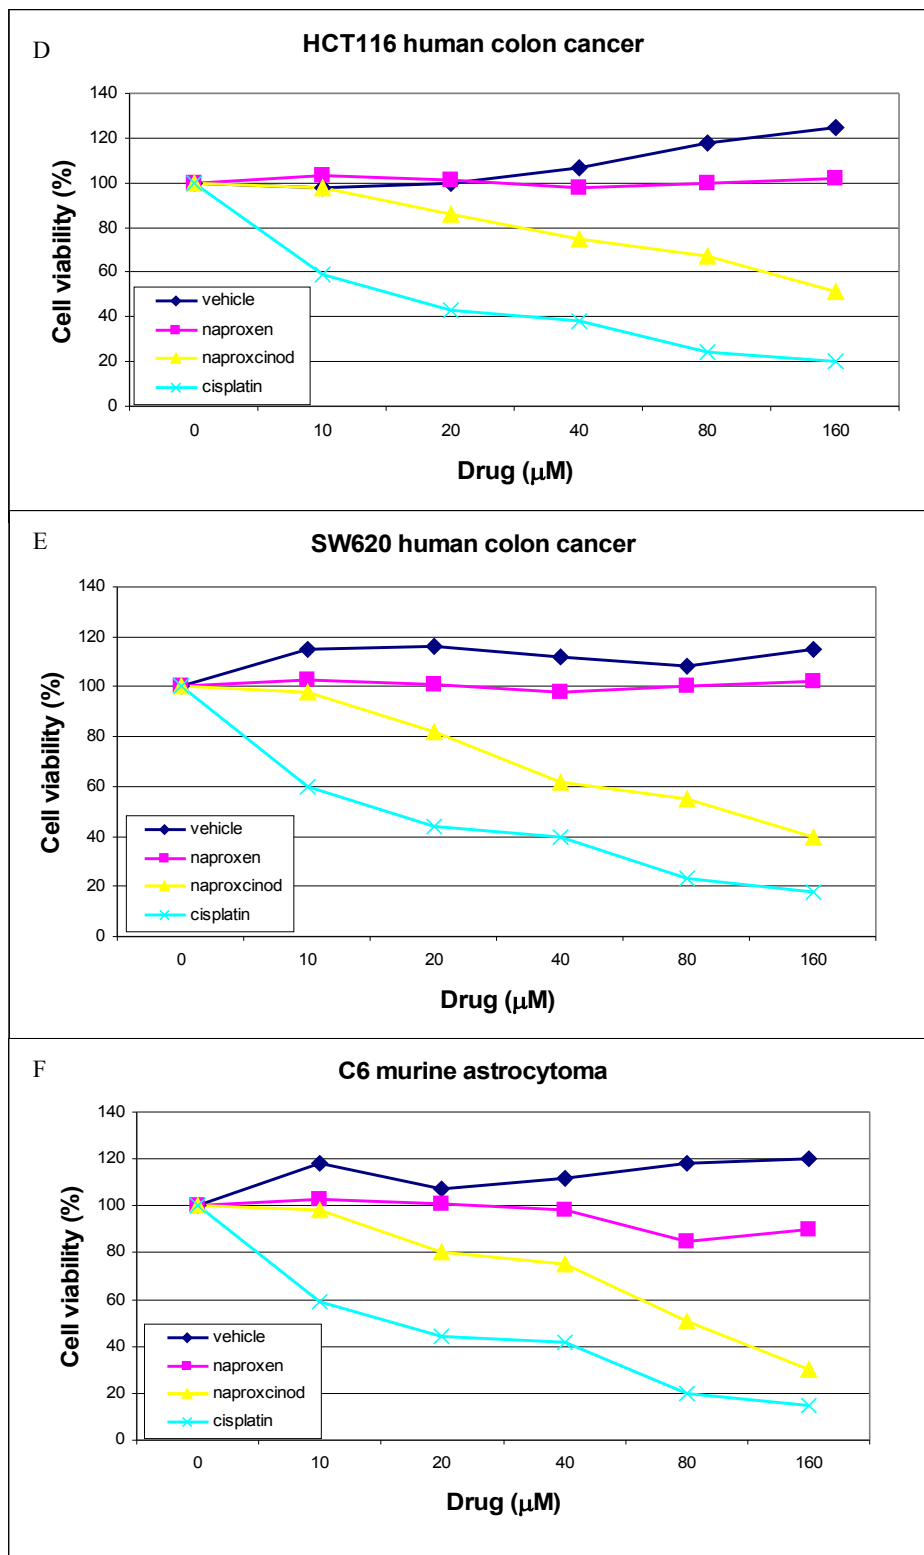 D
HCT116 human colon cancer
140
120
100
80
60
40
20
0
Cell viability (%)
vehicle
naproxen
naproxcinod
cisplatin
0 10 20 40 80 160
Drug (μM)
E
SW620 human colon cancer
140
120
100
80
60
40
20
0
Cell viability (%)
vehicle
naproxen
naproxcinod
cisplatin
0 10 20 40 80 160
Drug (μM)
F
C6 murine astrocytoma
140
120
100
80
60
40
20
0
Cell viability (%)
vehicle
naproxen
naproxcinod
cisplatin
0 10 20 40 80 160
Drug (μM)